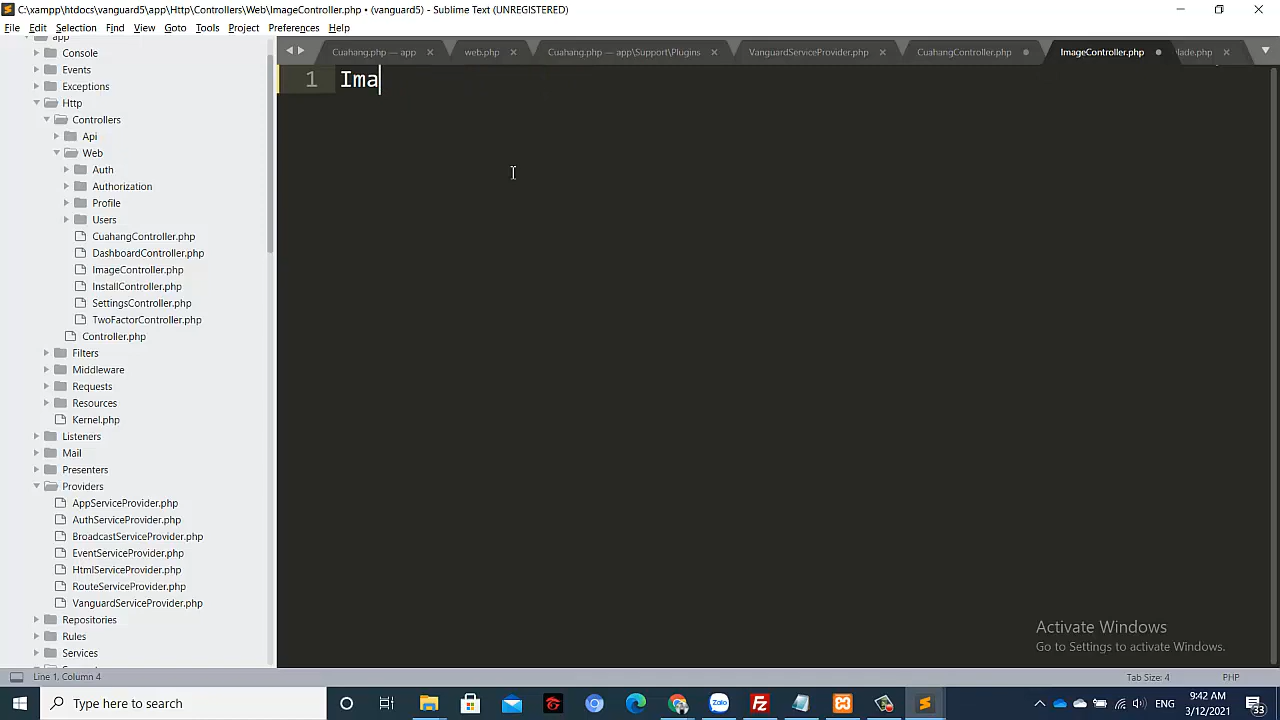 C:\xampp\htdocs\vanguard5\app\Http\Controllers\Web\ImageController.php • (vanguard5) - Sublime Text (UNREGISTERED)
File Edit Selection Find View Goto Tools Project Preferences Help
app
Cuahang.php — app
web.php
Cuahang.php — app\Support\Plugins
VanguardServiceProvider.php
CuahangController.php
ImageController.php
lade.php
Console
Events
Exceptions
Http
Controllers
Api
Web
Auth
Authorization
Profile
Users
CuahangController.php
DashboardController.php
ImageController.php
InstallController.php
SettingsController.php
TwoFactorController.php
Controller.php
Filters
Middleware
Requests
Resources
Kernel.php
Listeners
Mail
Presenters
Providers
AppServiceProvider.php
AuthServiceProvider.php
BroadcastServiceProvider.php
EventServiceProvider.php
HtmlServiceProvider.php
RouteServiceProvider.php
VanguardServiceProvider.php
Repositories
Rules
Services
1 Ima
Activate Windows
Go to Settings to activate Windows.
Line 1, Column 4
Tab Size: 4
PHP
Type here to search
ENG
9:42 AM
3/12/2021
33